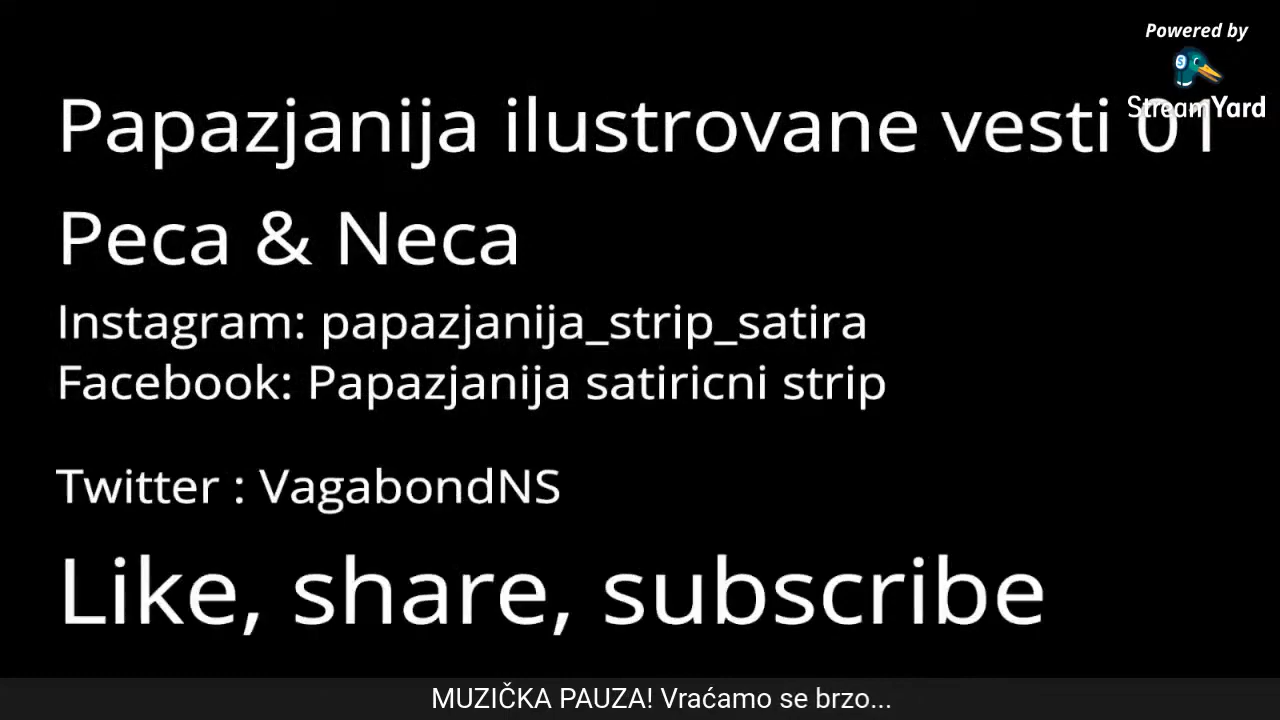 Powered by
StreamYard
Papazjanija ilustrovane vesti 01
Peca & Neca
Instagram: papazjanija_strip_satira
Facebook: Papazjanija satiricni strip
Twitter : VagabondNS
Like, share, subscribe
MUZIČKA PAUZA! Vraćamo se brzo...